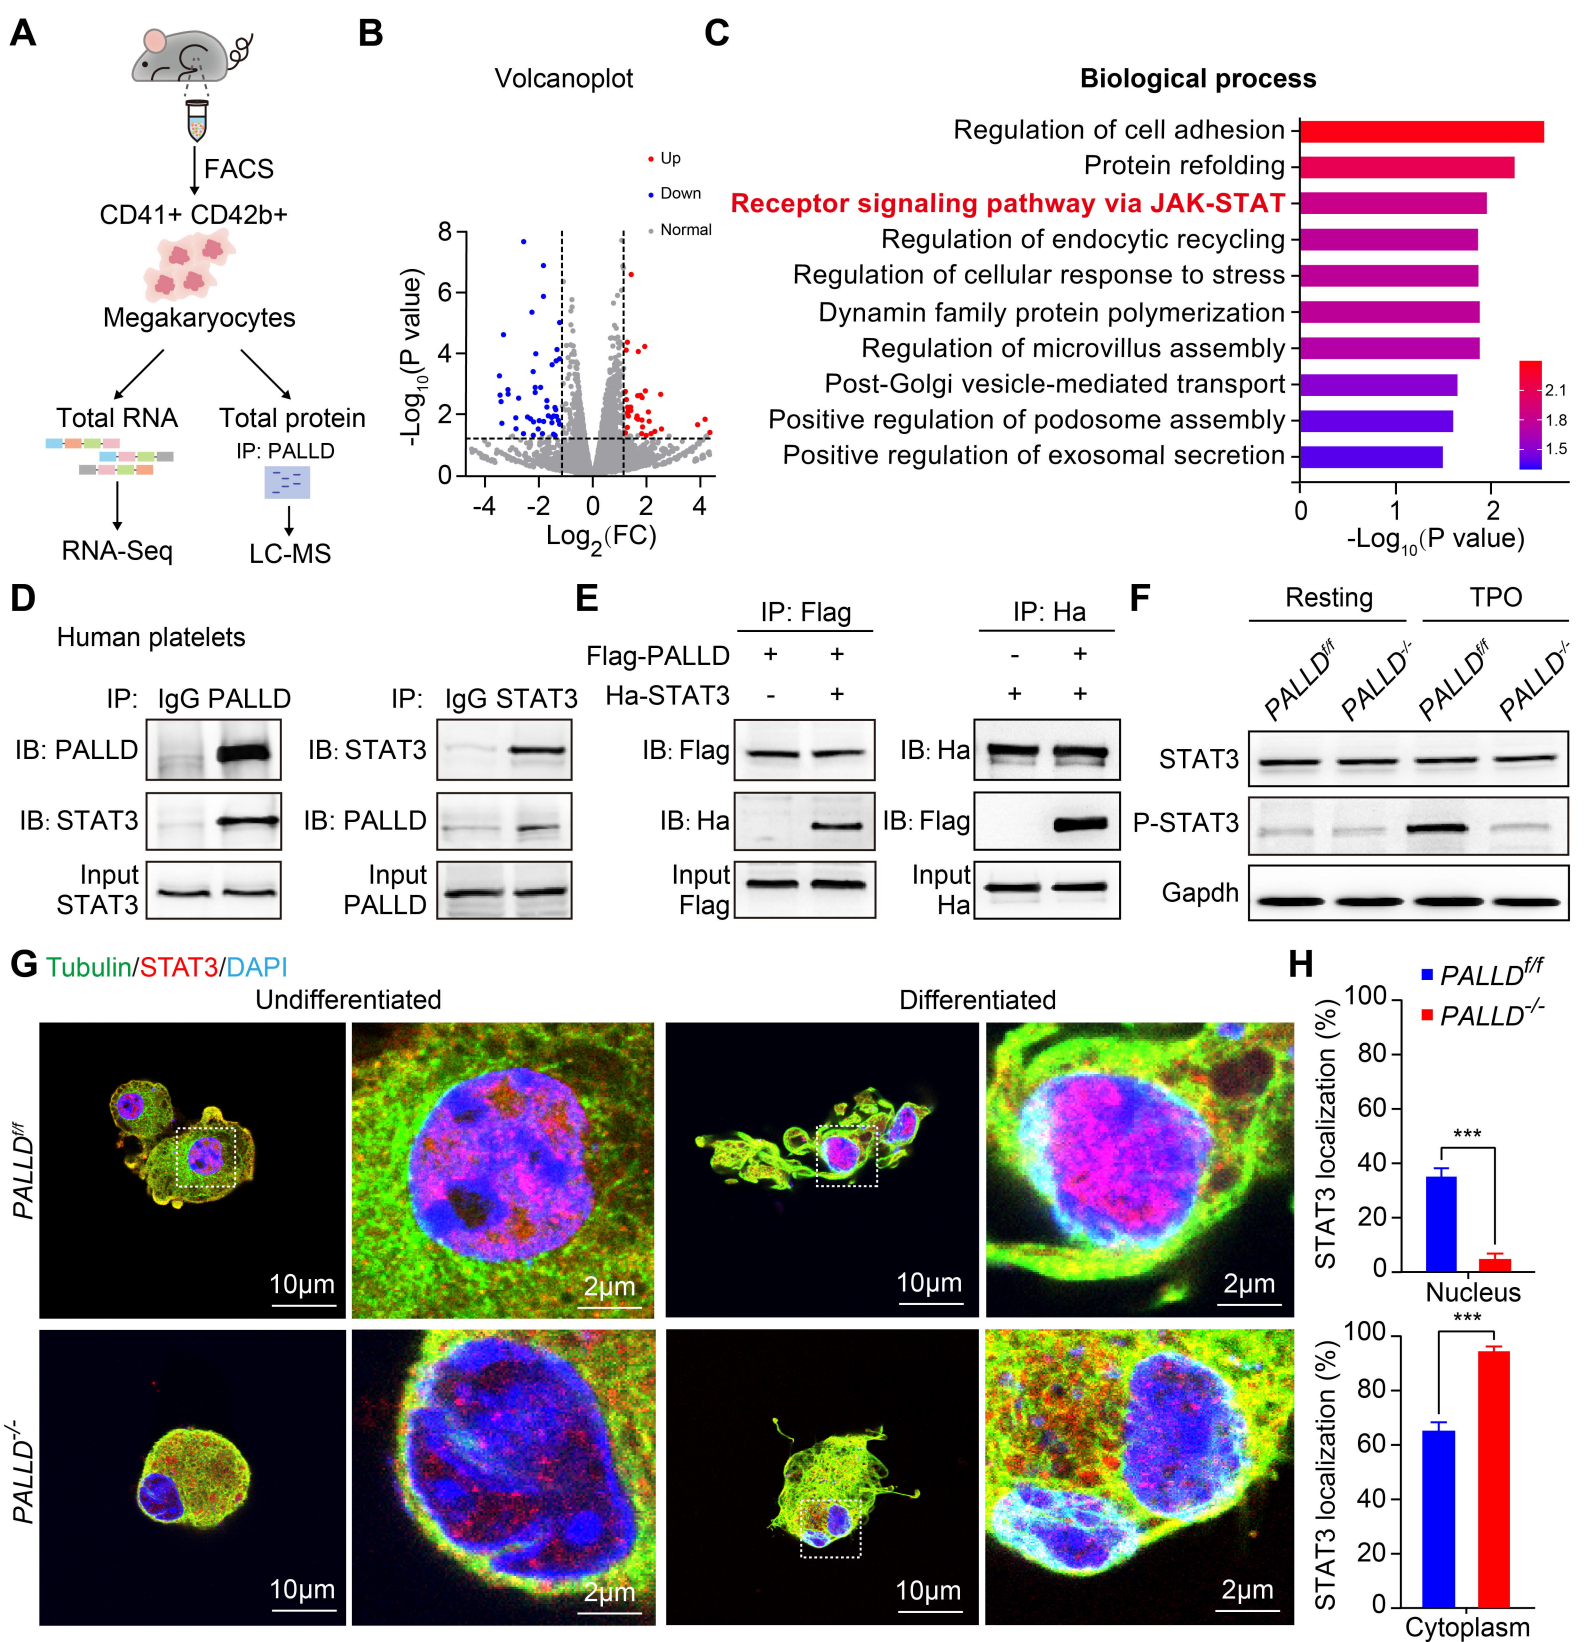 A
FACS
CD41+ CD42b+
Megakaryocytes
Total RNA
Total protein
IP: PALLD
RNA-Seq
LC-MS
B
Volcanoplot
Up
Down
Normal
8
6
4
2
0
-Log10(P value)
-4 -2 0 2 4
Log2(FC)
C
Biological process
Regulation of cell adhesion
Protein refolding
Receptor signaling pathway via JAK-STAT
Regulation of endocytic recycling
Regulation of cellular response to stress
Dynamin family protein polymerization
Regulation of microvillus assembly
Post-Golgi vesicle-mediated transport
Positive regulation of podosome assembly
Positive regulation of exosomal secretion
2.1
1.8
1.5
0 1 2
-Log10(P value)
D
Human platelets
IP: IgG PALLD
IB: PALLD
IB: STAT3
Input
STAT3
IP: IgG STAT3
IB: STAT3
IB: PALLD
Input
PALLD
E
IP: Flag
IP: Ha
Flag-PALLD + + - +
Ha-STAT3 - + + +
IB: Flag
IB: Ha
Input
Flag
IB: Ha
IB: Flag
Input
Ha
F
Resting
TPO
PALLDf/f
PALLD-/-
PALLDf/f
PALLD-/-
STAT3
P-STAT3
Gapdh
G
Tubulin/STAT3/DAPI
Undifferentiated
Differentiated
PALLDf/f
10μm
2μm
10μm
2μm
PALLD-/-
10μm
2μm
10μm
2μm
H
PALLDf/f
PALLD-/-
STAT3 localization (%)
100
80
60
40
20
0
***
Nucleus
STAT3 localization (%)
100
80
60
40
20
0
***
Cytoplasm